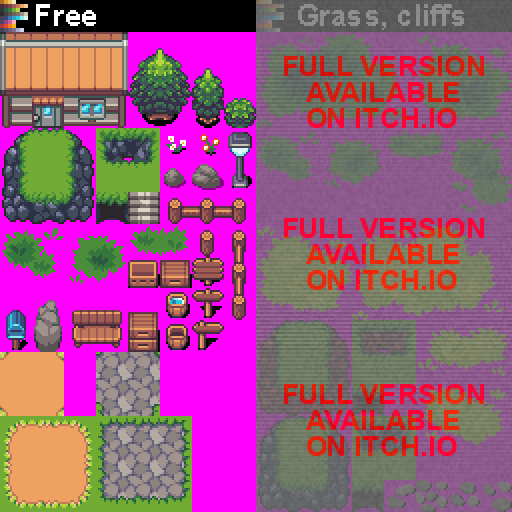 Free
Grass, cliffs
FULL VERSION
AVAILABLE
ON ITCH.IO
FULL VERSION
AVAILABLE
ON ITCH.IO
FULL VERSION
AVAILABLE
ON ITCH.IO